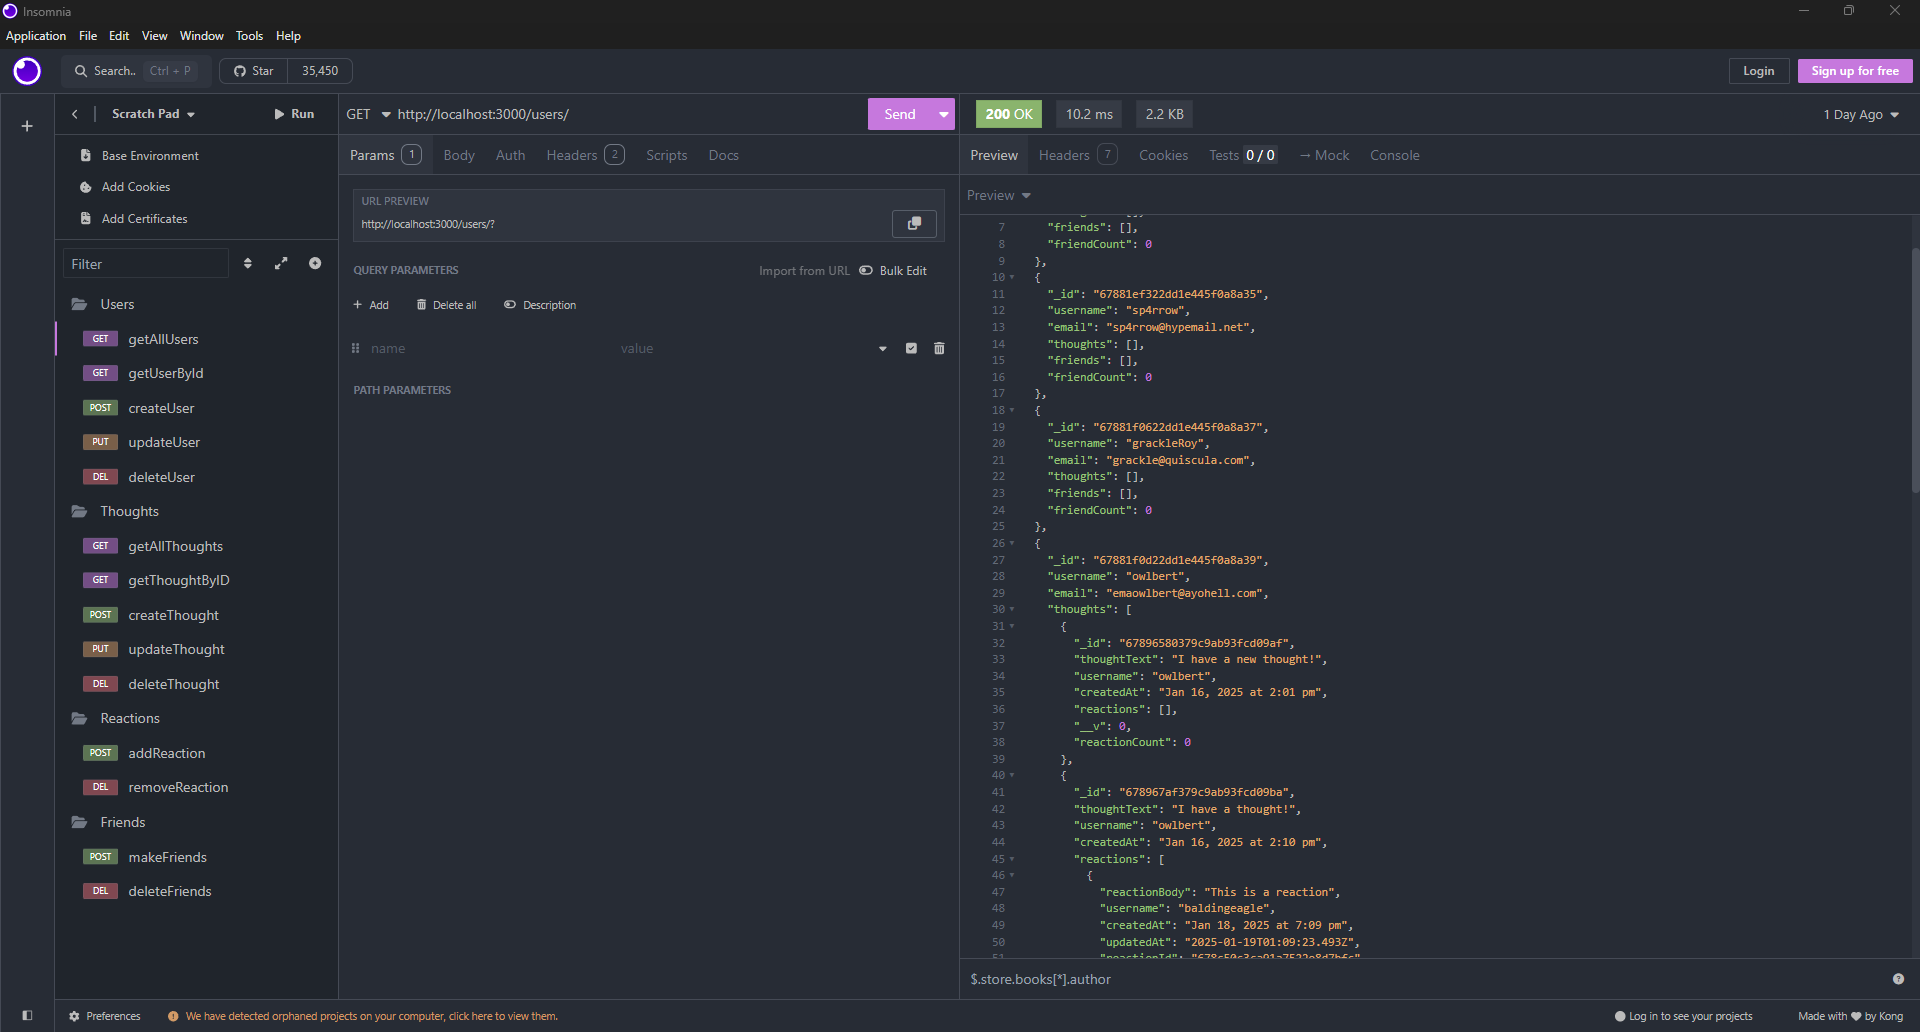 Insomnia
Application File Edit View Window Tools Help
Search.. Ctrl + P Star 35,450 Login Sign up for free
Scratch Pad Run
Base Environment
Add Cookies
Add Certificates
Filter
Users
GET getAllUsers
GET getUserById
POST createUser
PUT updateUser
DEL deleteUser
Thoughts
GET getAllThoughts
GET getThoughtByID
POST createThought
PUT updateThought
DEL deleteThought
Reactions
POST addReaction
DEL removeReaction
Friends
POST makeFriends
DEL deleteFriends
GET http://localhost:3000/users/ Send
Params 1 Body Auth Headers 2 Scripts Docs
URL PREVIEW
http://localhost:3000/users/?
QUERY PARAMETERS Import from URL Bulk Edit
+ Add Delete all Description
name value
PATH PARAMETERS
200 OK 10.2 ms 2.2 KB 1 Day Ago
Preview Headers 7 Cookies Tests 0 / 0 → Mock Console
Preview
7 "friends": [],
8 "friendCount": 0
9 },
10 {
11 "_id": "67881ef322dd1e445f0a8a35",
12 "username": "sp4rrow",
13 "email": "sp4rrow@hypemail.net",
14 "thoughts": [],
15 "friends": [],
16 "friendCount": 0
17 },
18 {
19 "_id": "67881f0622dd1e445f0a8a37",
20 "username": "grackleRoy",
21 "email": "grackle@quiscula.com",
22 "thoughts": [],
23 "friends": [],
24 "friendCount": 0
25 },
26 {
27 "_id": "67881f0d22dd1e445f0a8a39",
28 "username": "owlbert",
29 "email": "emaowlbert@ayohell.com",
30 "thoughts": [
31 {
32 "_id": "67896580379c9ab93fcd09af",
33 "thoughtText": "I have a new thought!",
34 "username": "owlbert",
35 "createdAt": "Jan 16, 2025 at 2:01 pm",
36 "reactions": [],
37 "__v": 0,
38 "reactionCount": 0
39 },
40 {
41 "_id": "678967af379c9ab93fcd09ba",
42 "thoughtText": "I have a thought!",
43 "username": "owlbert",
44 "createdAt": "Jan 16, 2025 at 2:10 pm",
45 "reactions": [
46 {
47 "reactionBody": "This is a reaction",
48 "username": "baldingeagle",
49 "createdAt": "Jan 18, 2025 at 7:09 pm",
50 "updatedAt": "2025-01-19T01:09:23.493Z",
$.store.books[*].author
Preferences We have detected orphaned projects on your computer, click here to view them. Log in to see your projects Made with ♥ by Kong